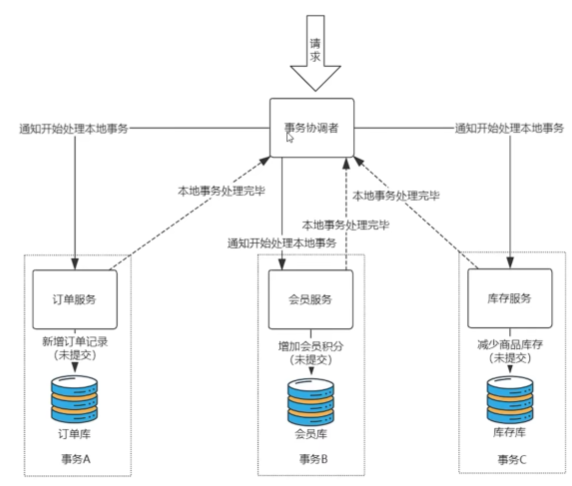 请
求
事务协调者
通知开始处理本地事务
通知开始处理本地事务
本地事务处理完毕
本地事务处理完毕
本地事务处理完毕
通知开始处理本地事务
订单服务
会员服务
库存服务
新增订单记录
（未提交）
增加会员积分
（未提交）
减少商品库存
（未提交）
订单库
会员库
库存库
事务A
事务B
事务C